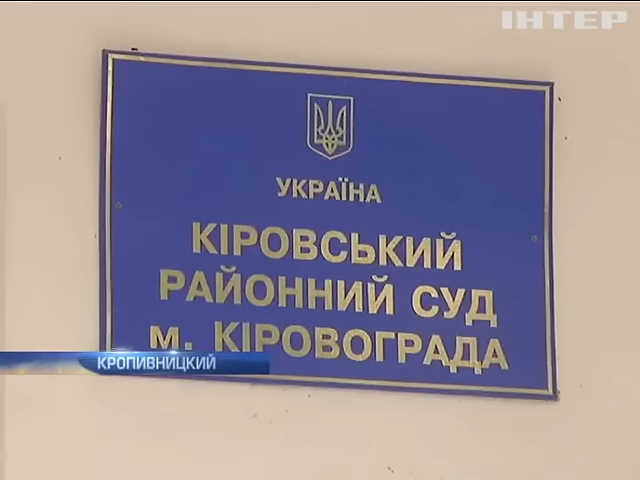 ІНТЕР
УКРАЇНА
КІРОВСЬКИЙ
РАЙОННИЙ СУД
м. КІРОВОГРАДА
КРОПИВНИЦКИЙ